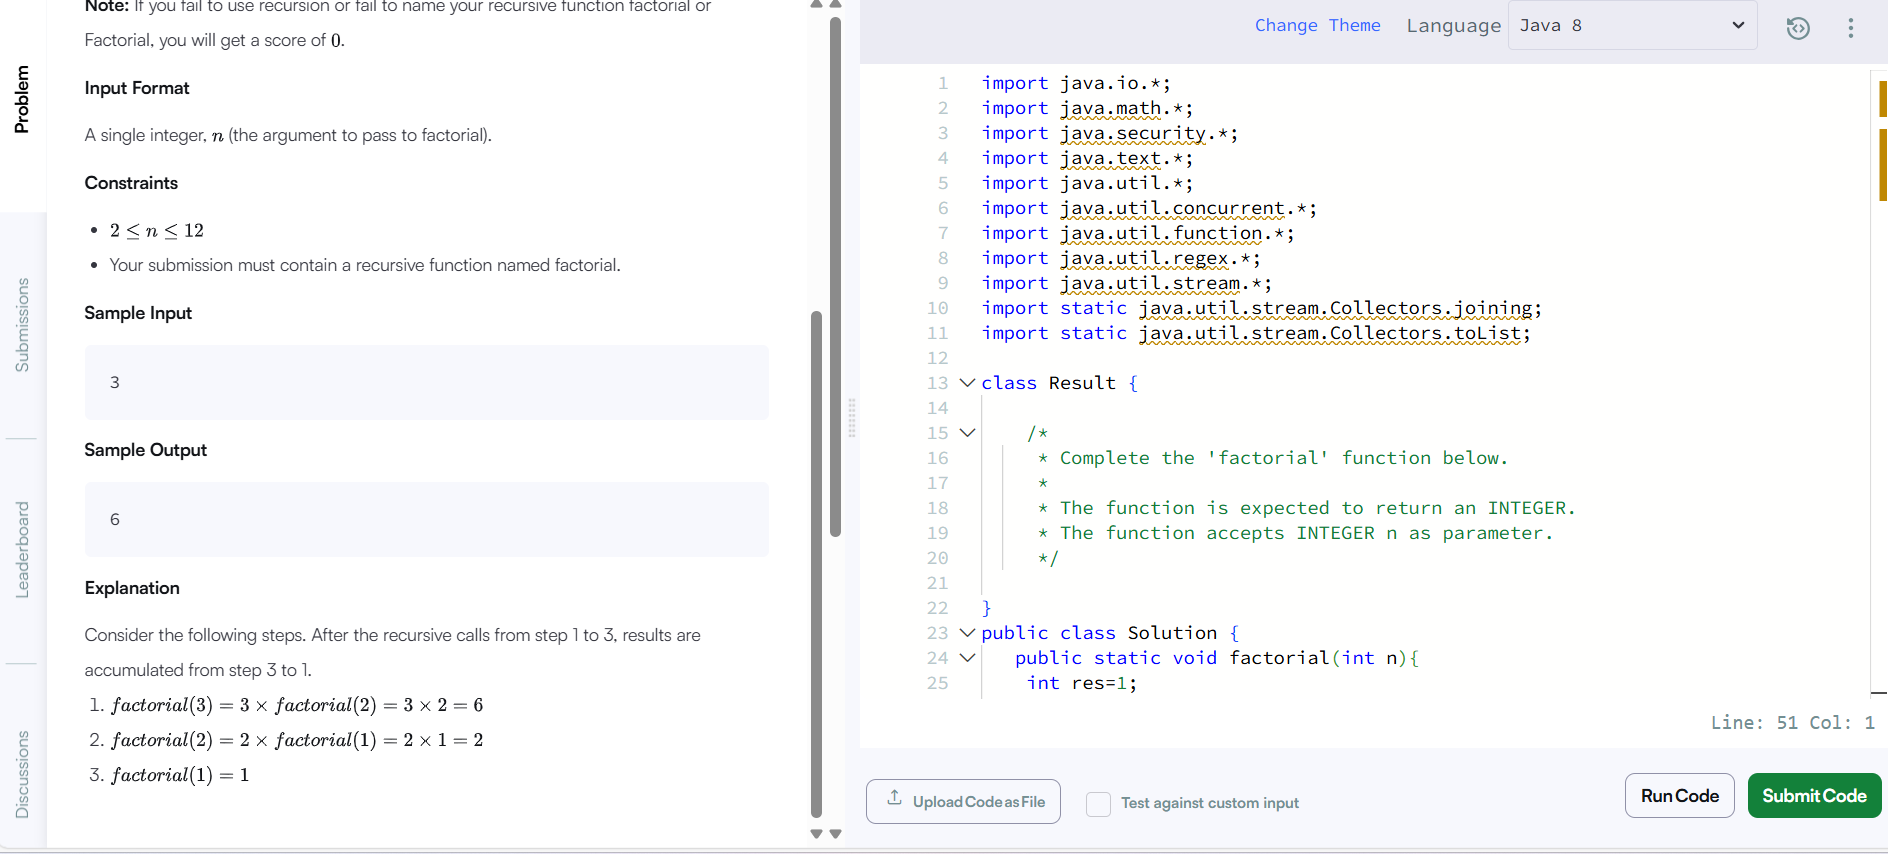 Note: If you fail to use recursion or fail to name your recursive function factorial or
Factorial, you will get a score of 0.
Input Format
A single integer, n (the argument to pass to factorial).
Constraints
• 2 ≤ n ≤ 12
• Your submission must contain a recursive function named factorial.
Sample Input
3
Sample Output
6
Explanation
Consider the following steps. After the recursive calls from step 1 to 3, results are
accumulated from step 3 to 1.
1. factorial(3) = 3 × factorial(2) = 3 × 2 = 6
2. factorial(2) = 2 × factorial(1) = 2 × 1 = 2
3. factorial(1) = 1
Problem
Submissions
Leaderboard
Discussions
Change Theme Language Java 8
1 import java.io.*;
2 import java.math.*;
3 import java.security.*;
4 import java.text.*;
5 import java.util.*;
6 import java.util.concurrent.*;
7 import java.util.function.*;
8 import java.util.regex.*;
9 import java.util.stream.*;
10 import static java.util.stream.Collectors.joining;
11 import static java.util.stream.Collectors.toList;
12
13 class Result {
14
15 /*
16 * Complete the 'factorial' function below.
17 *
18 * The function is expected to return an INTEGER.
19 * The function accepts INTEGER n as parameter.
20 */
21
22 }
23 public class Solution {
24 public static void factorial(int n){
25 int res=1;
Line: 51 Col: 1
Upload Code as File
Test against custom input
Run Code
Submit Code